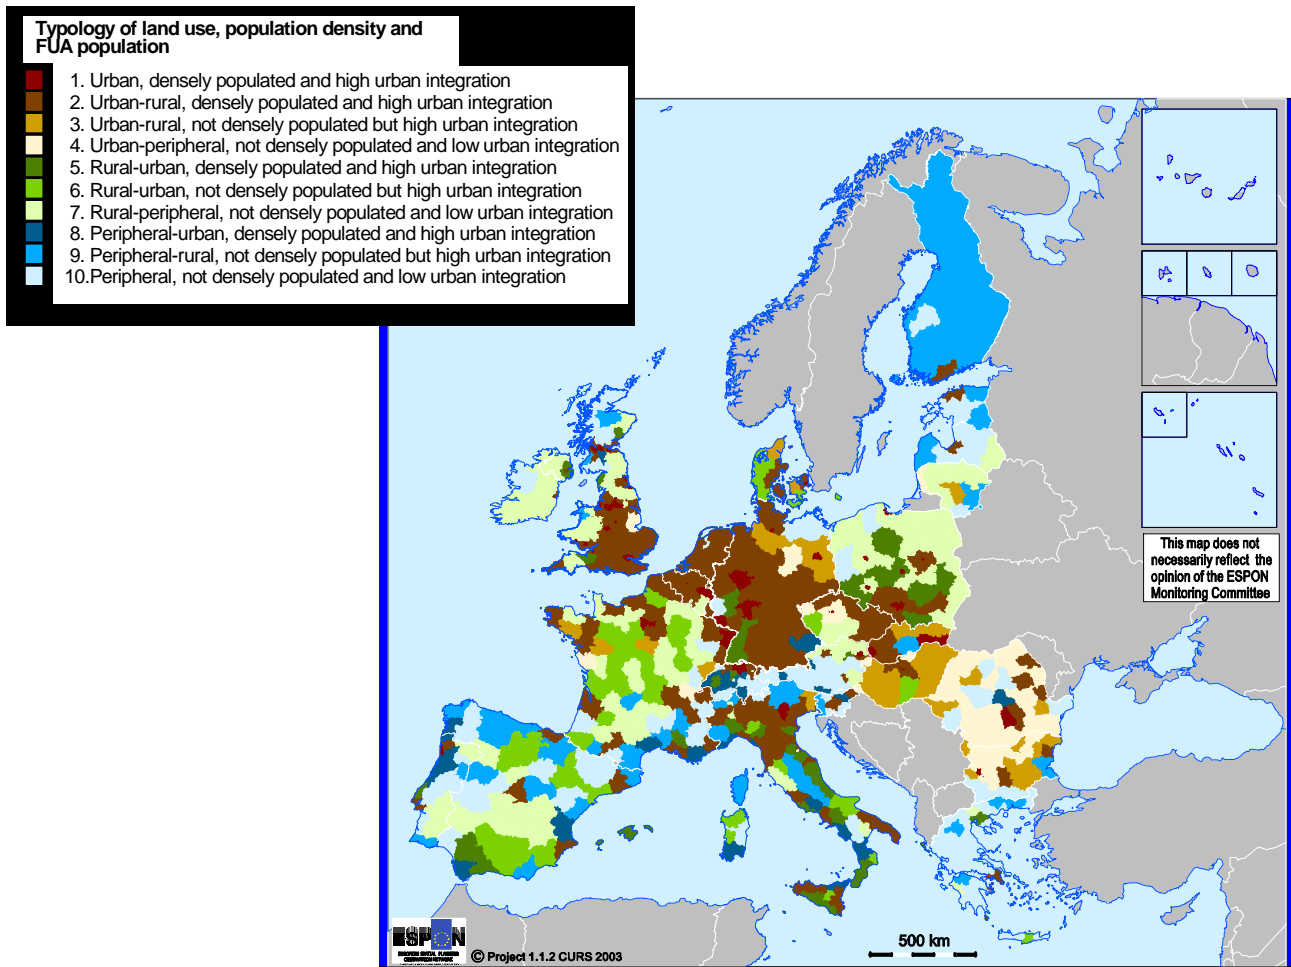 Typology of land use, population density and
FUA population
1. Urban, densely populated and high urban integration
2. Urban-rural, densely populated and high urban integration
3. Urban-rural, not densely populated but high urban integration
4. Urban-peripheral, not densely populated and low urban integration
5. Rural-urban, densely populated and high urban integration
6. Rural-urban, not densely populated but high urban integration
7. Rural-peripheral, not densely populated and low urban integration
8. Peripheral-urban, densely populated and high urban integration
9. Peripheral-rural, not densely populated but high urban integration
10.Peripheral, not densely populated and low urban integration
This map does not
necessarily reflect the
opinion of the ESPON
Monitoring Committee
500 km
ESPON
EUROPEAN SPATIAL PLANNING
OBSERVATION NETWORK
© Project 1.1.2 CURS 2003